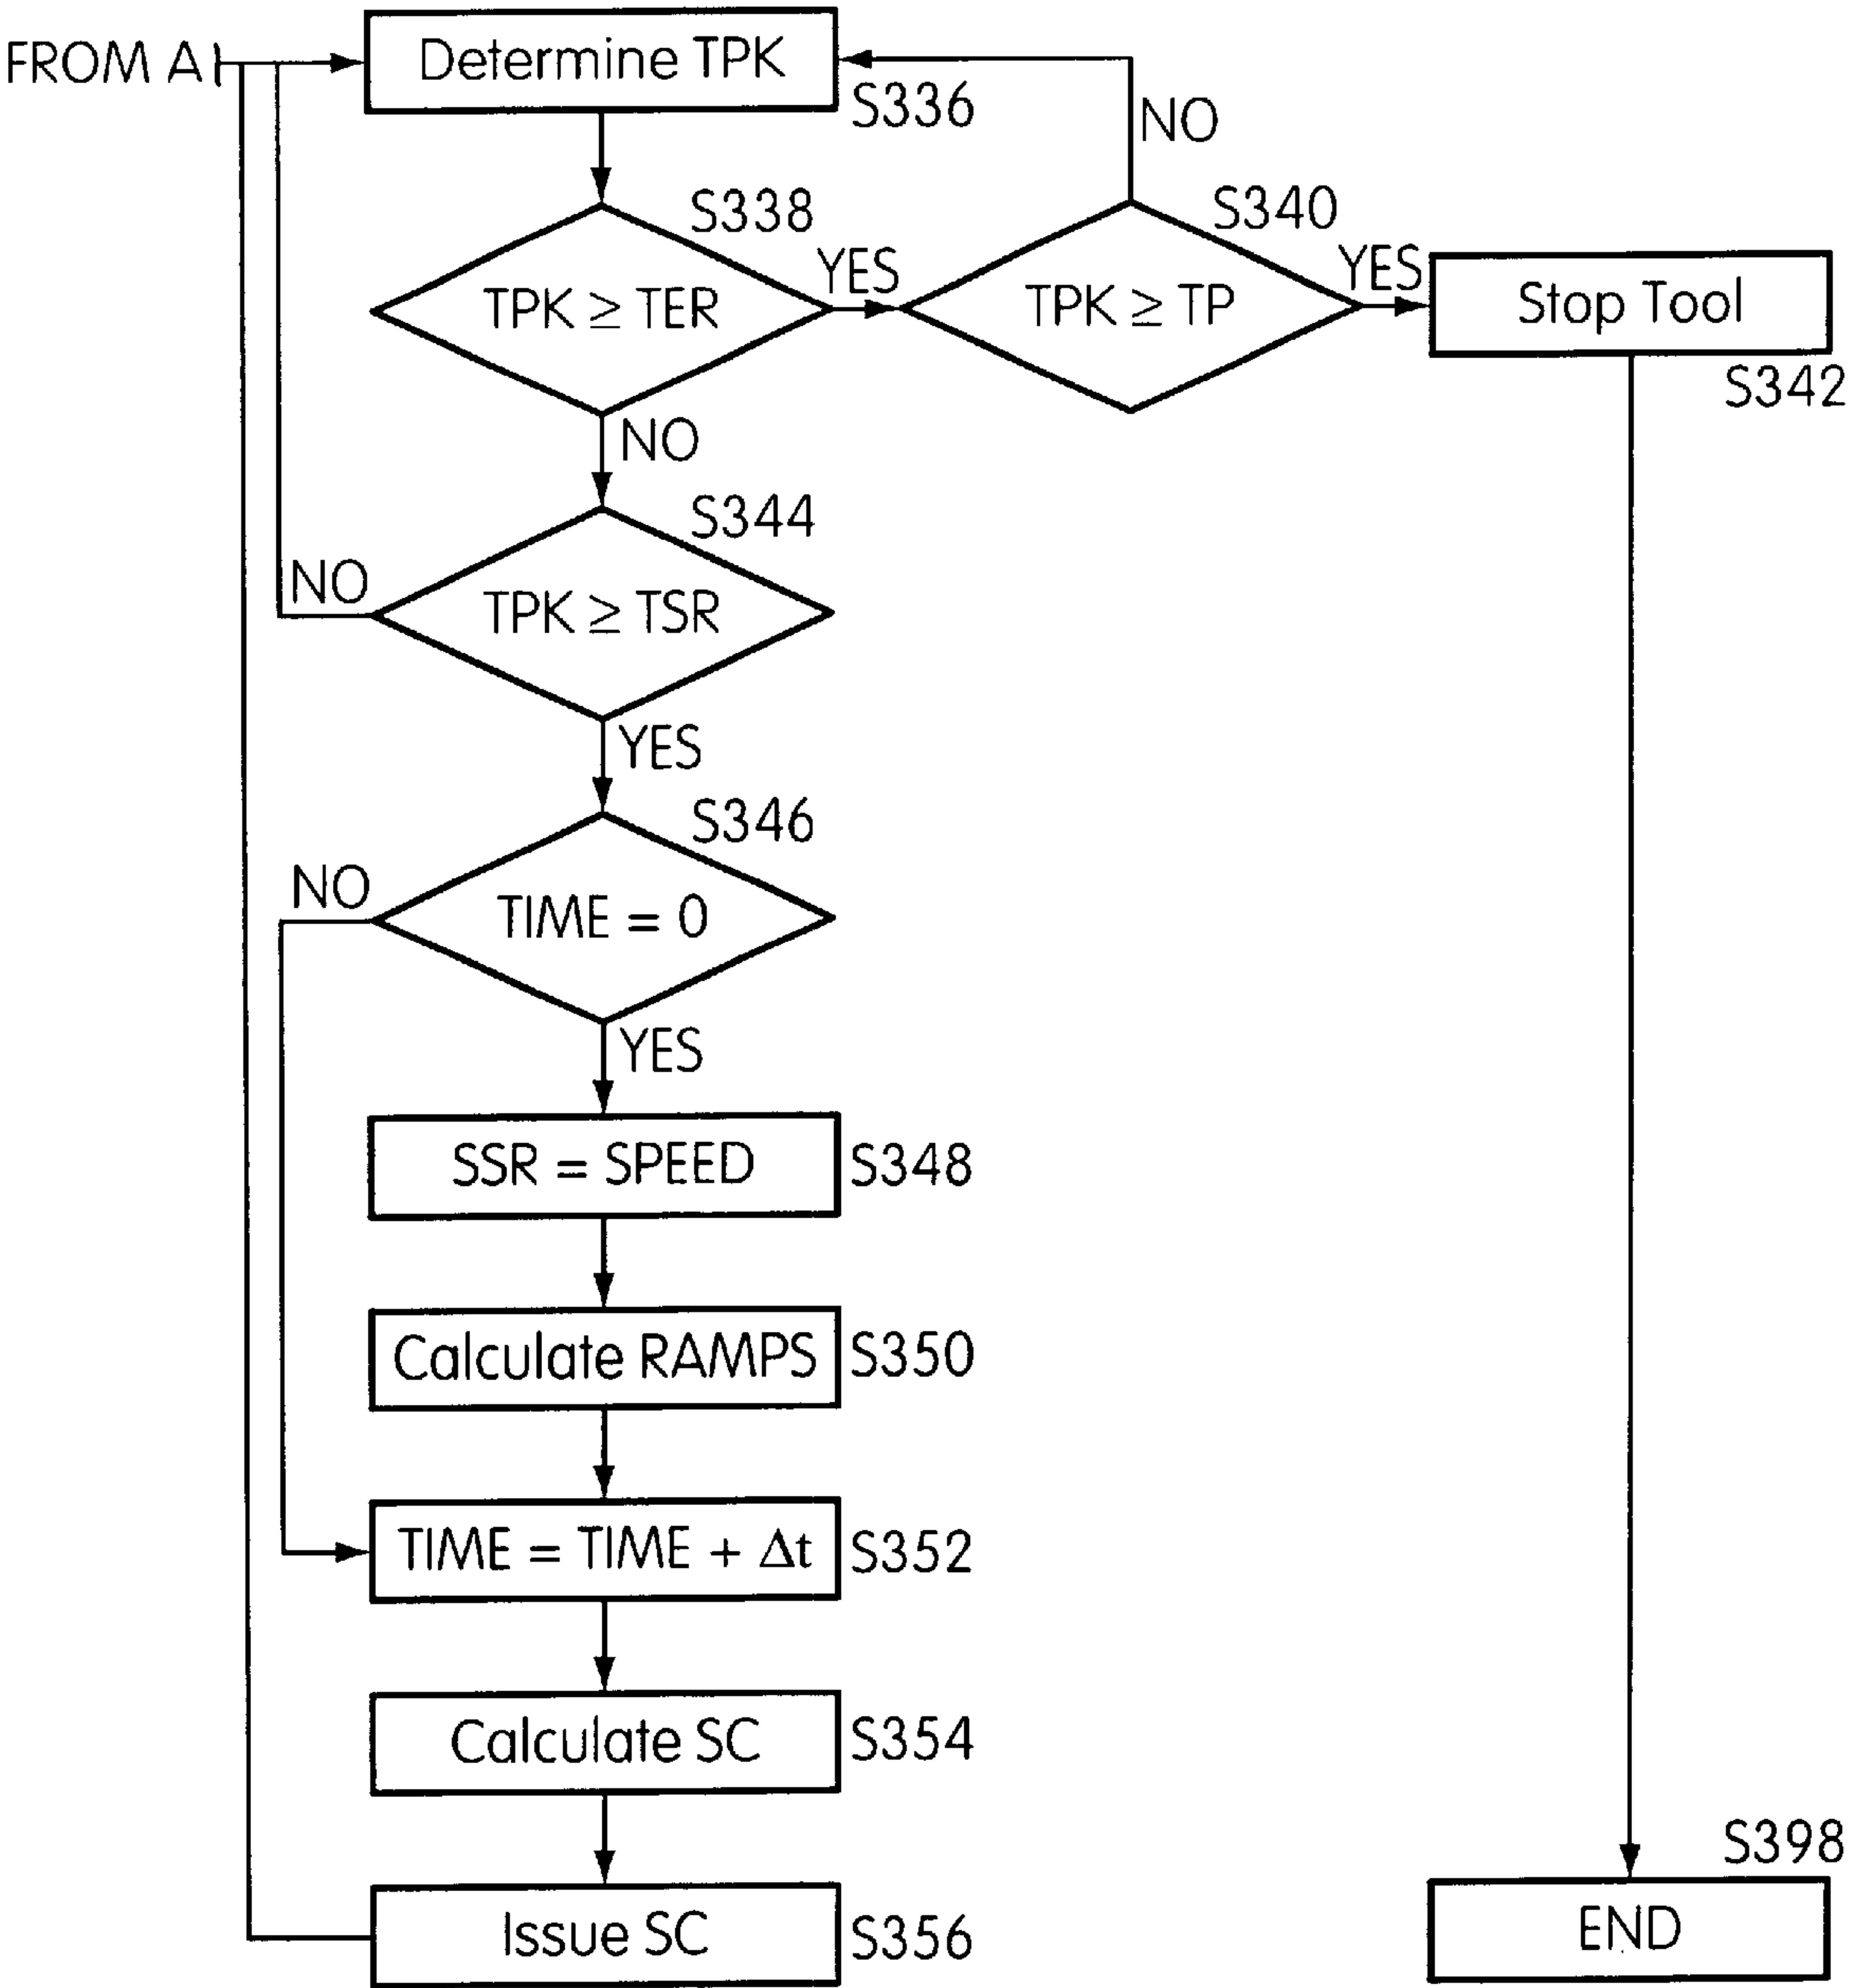 FROM A
Determine TPK
S336
NO
S338
S340
TPK ≥ TER
YES
TPK ≥ TP
YES
Stop Tool
S342
NO
S344
NO
TPK ≥ TSR
YES
S346
NO
TIME = 0
YES
SSR = SPEED
S348
Calculate RAMPS
S350
TIME = TIME + Δt
S352
Calculate SC
S354
S398
Issue SC
S356
END